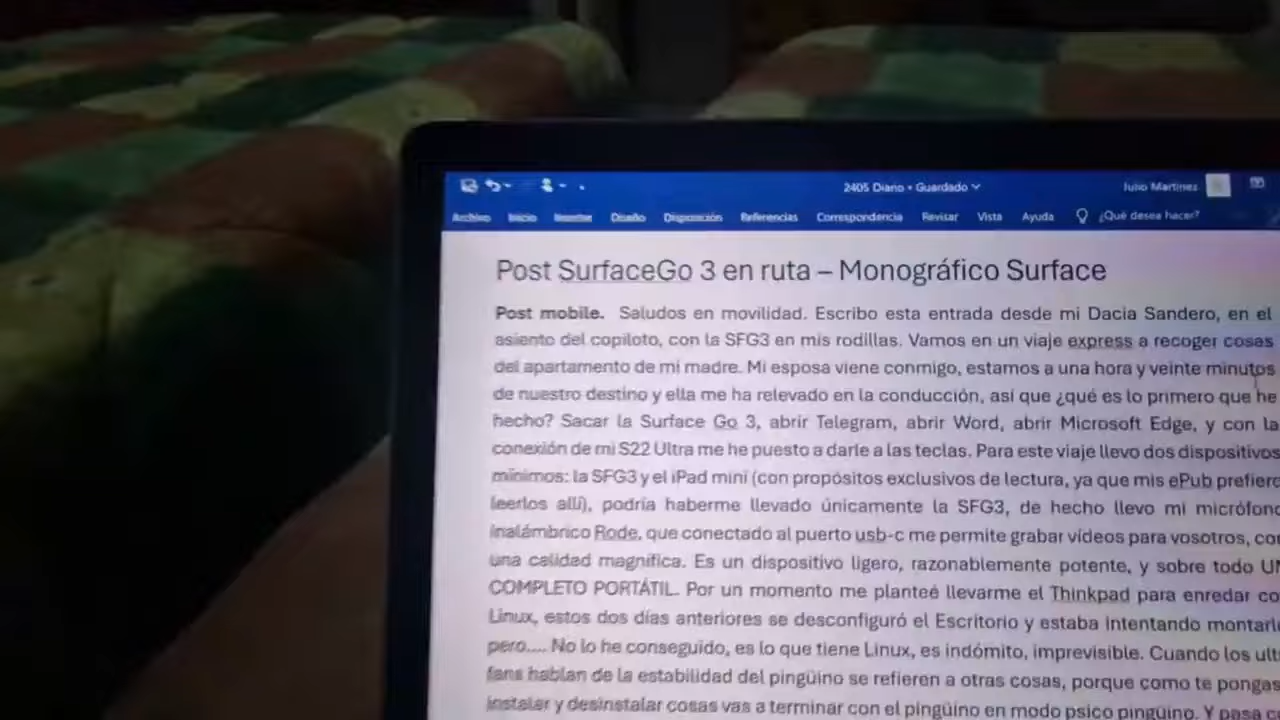 2405 Diario • Guardado
Julio Martínez
Archivo Inicio Insertar Diseño Disposición Referencias Correspondencia Revisar Vista Ayuda ¿Qué desea hacer?
Post SurfaceGo 3 en ruta – Monográfico Surface
Post mobile. Saludos en movilidad. Escribo esta entrada desde mi Dacia Sandero, en el
asiento del copiloto, con la SFG3 en mis rodillas. Vamos en un viaje express a recoger cosas
del apartamento de mi madre. Mi esposa viene conmigo, estamos a una hora y veinte minutos
de nuestro destino y ella me ha relevado en la conducción, así que ¿qué es lo primero que he
hecho? Sacar la Surface Go 3, abrir Telegram, abrir Word, abrir Microsoft Edge, y con la
conexión de mi S22 Ultra me he puesto a darle a las teclas. Para este viaje llevo dos dispositivos
mínimos: la SFG3 y el iPad mini (con propósitos exclusivos de lectura, ya que mis ePub prefiero
leerlos allí), podría haberme llevado únicamente la SFG3, de hecho llevo mi micrófono
inalámbrico Rode, que conectado al puerto usb-c me permite grabar vídeos para vosotros, con
una calidad magnífica. Es un dispositivo ligero, razonablemente potente, y sobre todo UN
COMPLETO PORTÁTIL. Por un momento me planteé llevarme el Thinkpad para enredar co
Linux, estos dos días anteriores se desconfiguró el Escritorio y estaba intentando montarl
pero.... No lo he conseguido, es lo que tiene Linux, es indómito, imprevisible. Cuando los ult
fans hablan de la estabilidad del pingüino se refieren a otras cosas, porque como te pongas
instalar y desinstalar cosas vas a terminar con el pingüino en modo psico pingüino. Y pasa c